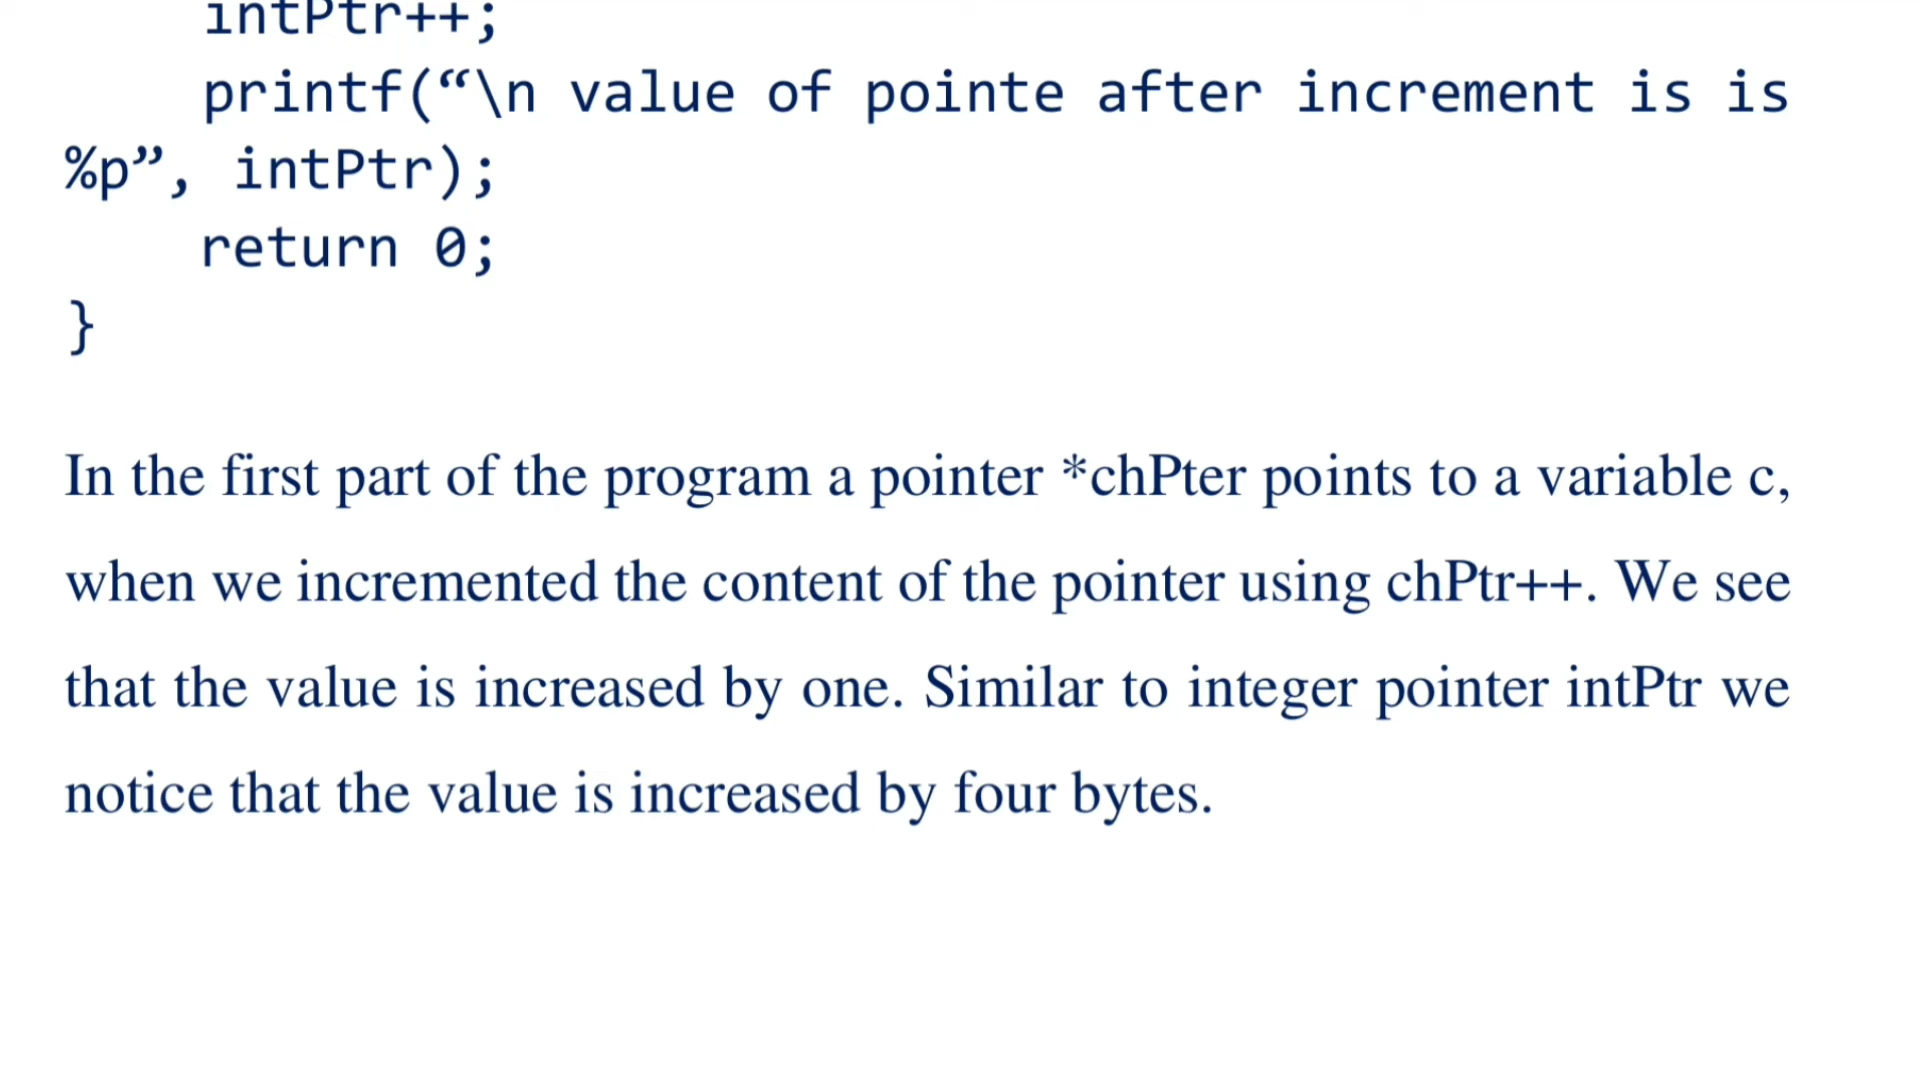 intPtr++;
printf(“\n value of pointe after increment is is
%p”, intPtr);
return 0;
}
In the first part of the program a pointer *chPter points to a variable c,
when we incremented the content of the pointer using chPtr++. We see
that the value is increased by one. Similar to integer pointer intPtr we
notice that the value is increased by four bytes.